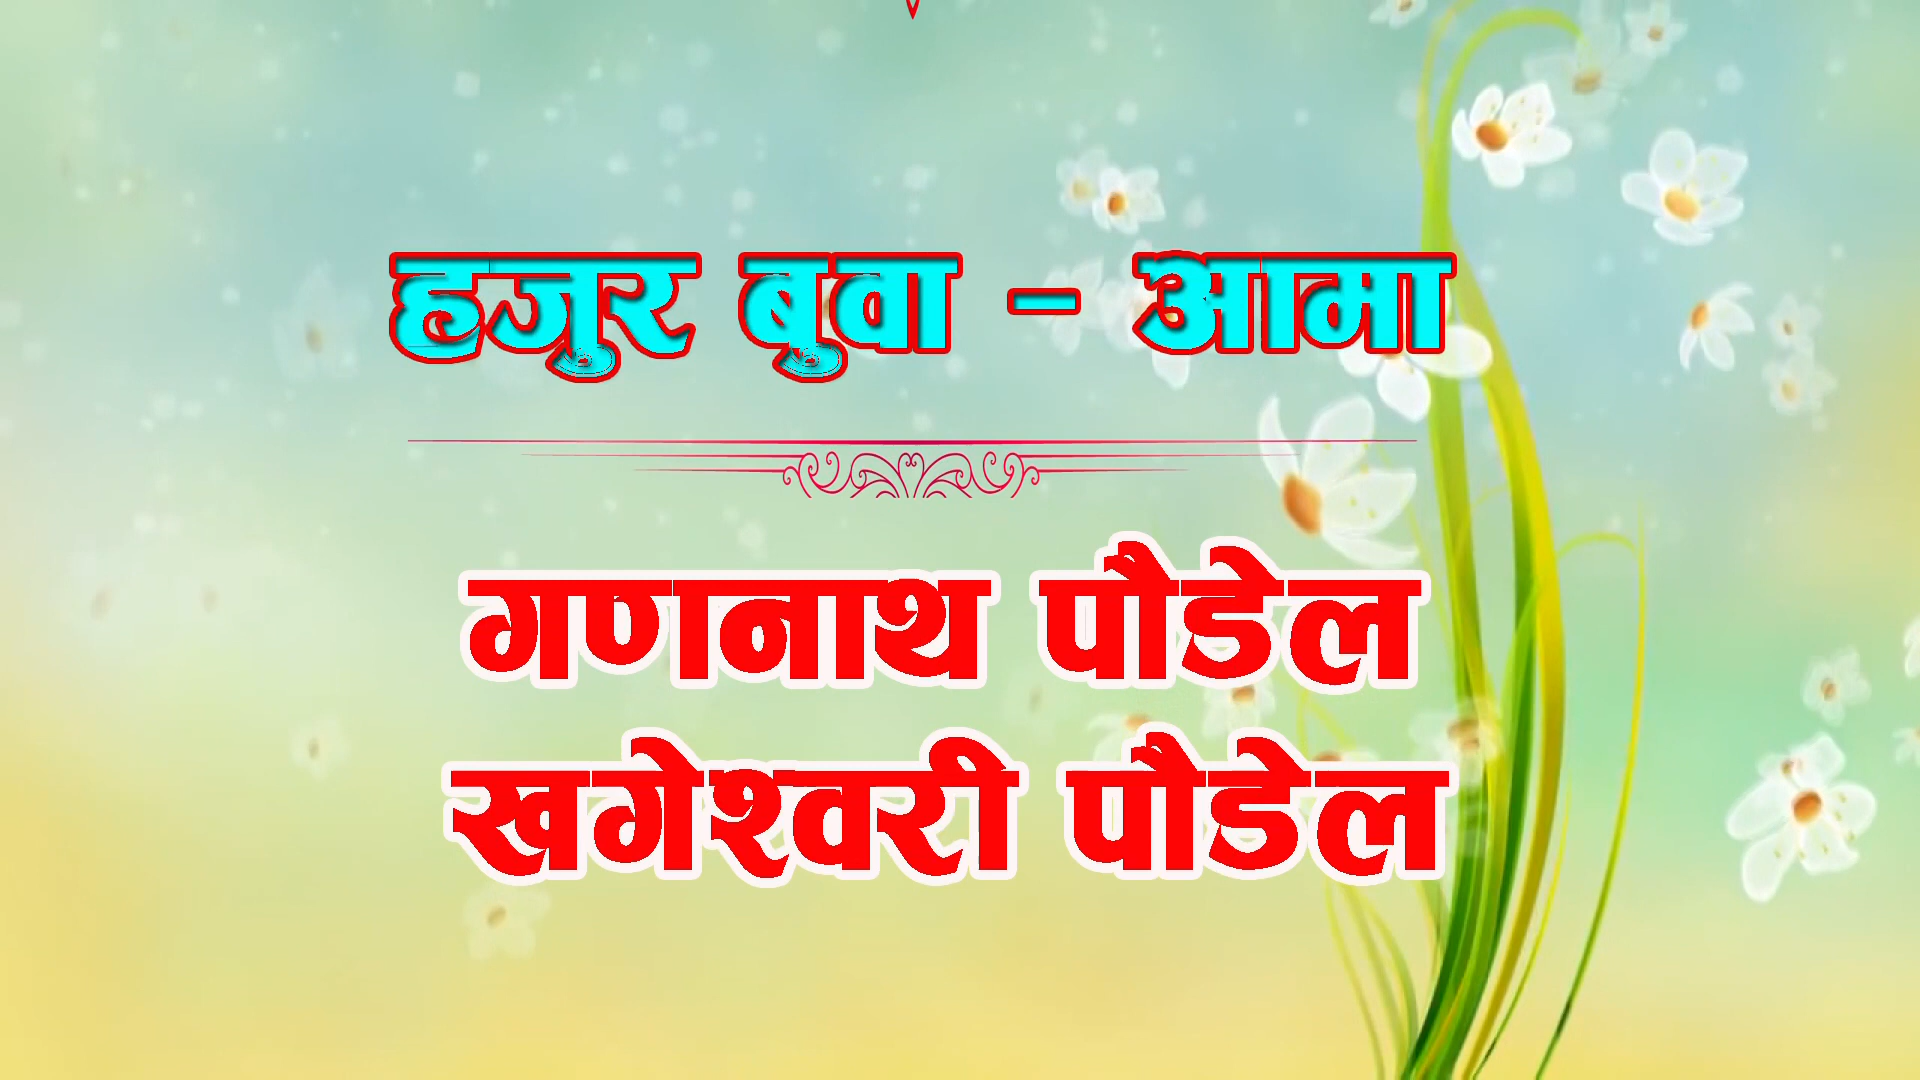 हजुर बुवा - आमा
गणनाथ पौडेल
खगेश्वरी पौडेल